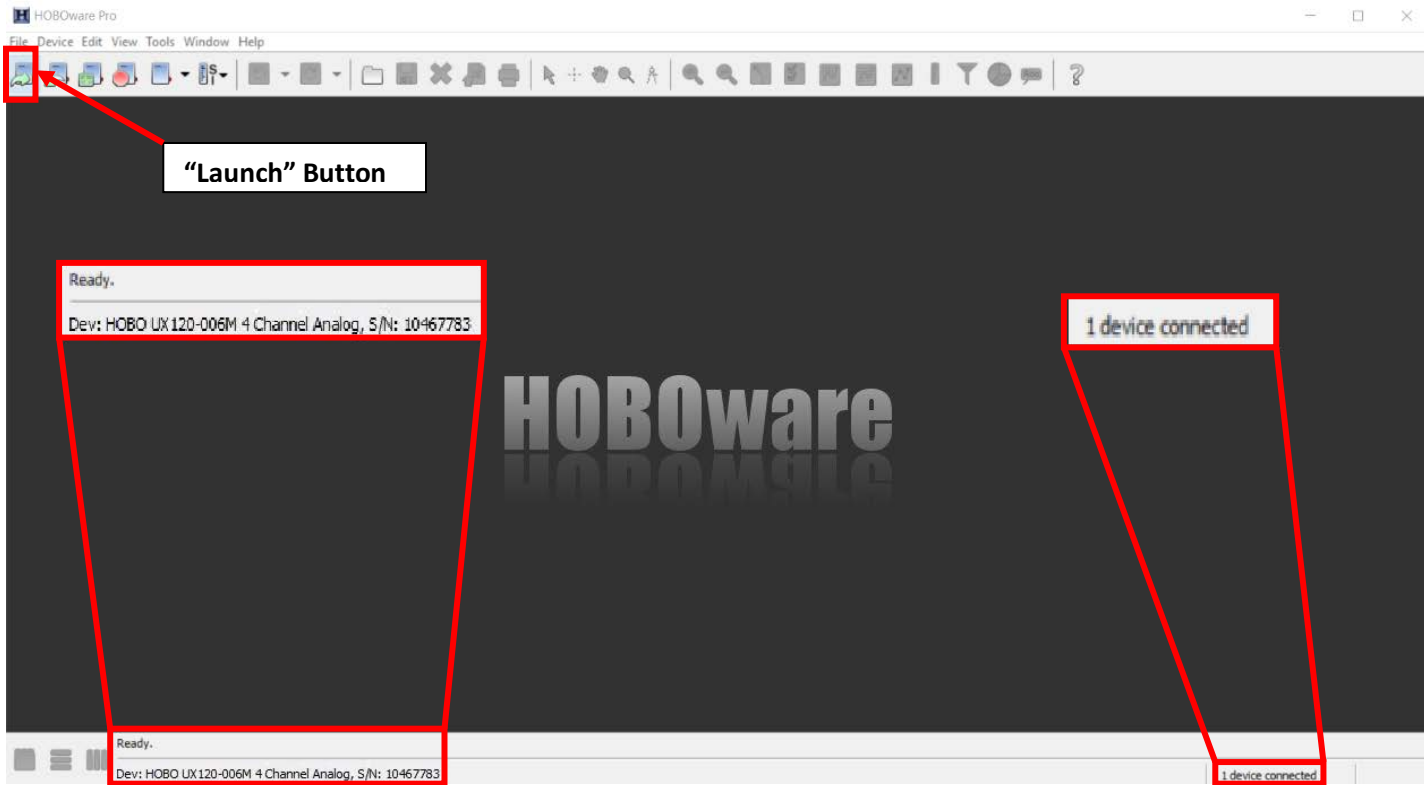 HOBOware Pro
File Device Edit View Tools Window Help
“Launch” Button
Ready.
Dev: HOBO UX120-006M 4 Channel Analog, S/N: 10467783
1 device connected
HOBOware
Ready.
Dev: HOBO UX120-006M 4 Channel Analog, S/N: 10467783
1 device connected